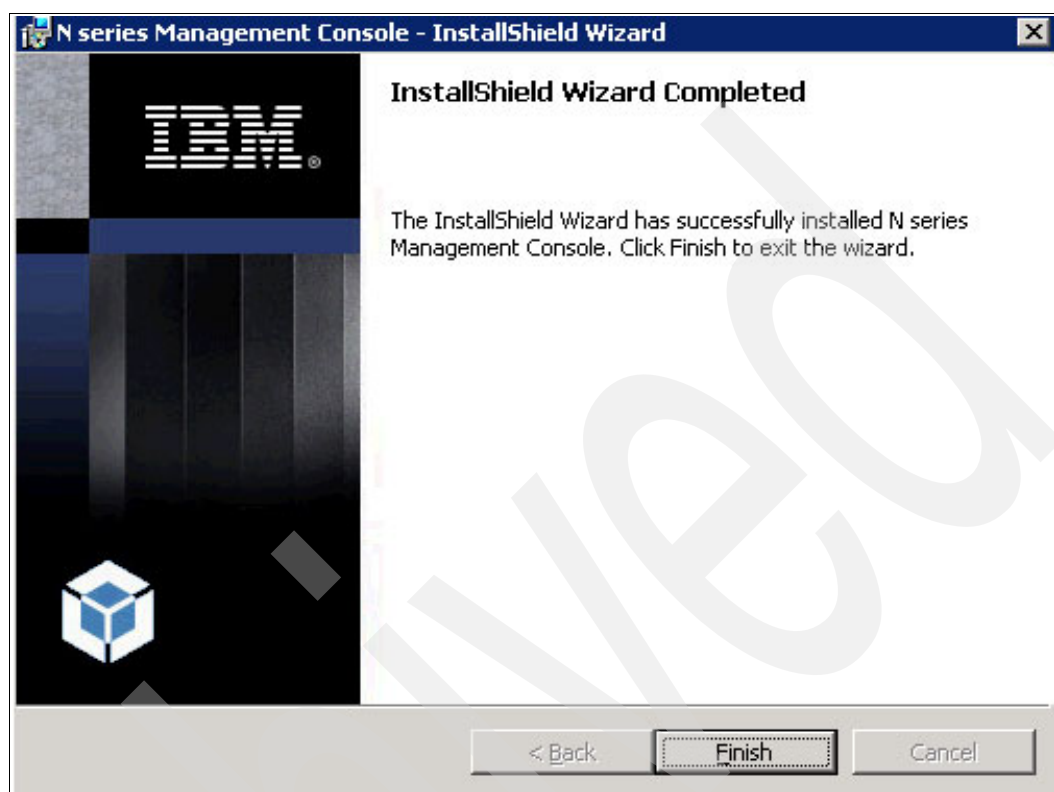 N series Management Console - InstallShield Wizard
InstallShield Wizard Completed
IBM®
The InstallShield Wizard has successfully installed N series
Management Console. Click Finish to exit the wizard.
< Back
Finish
Cancel